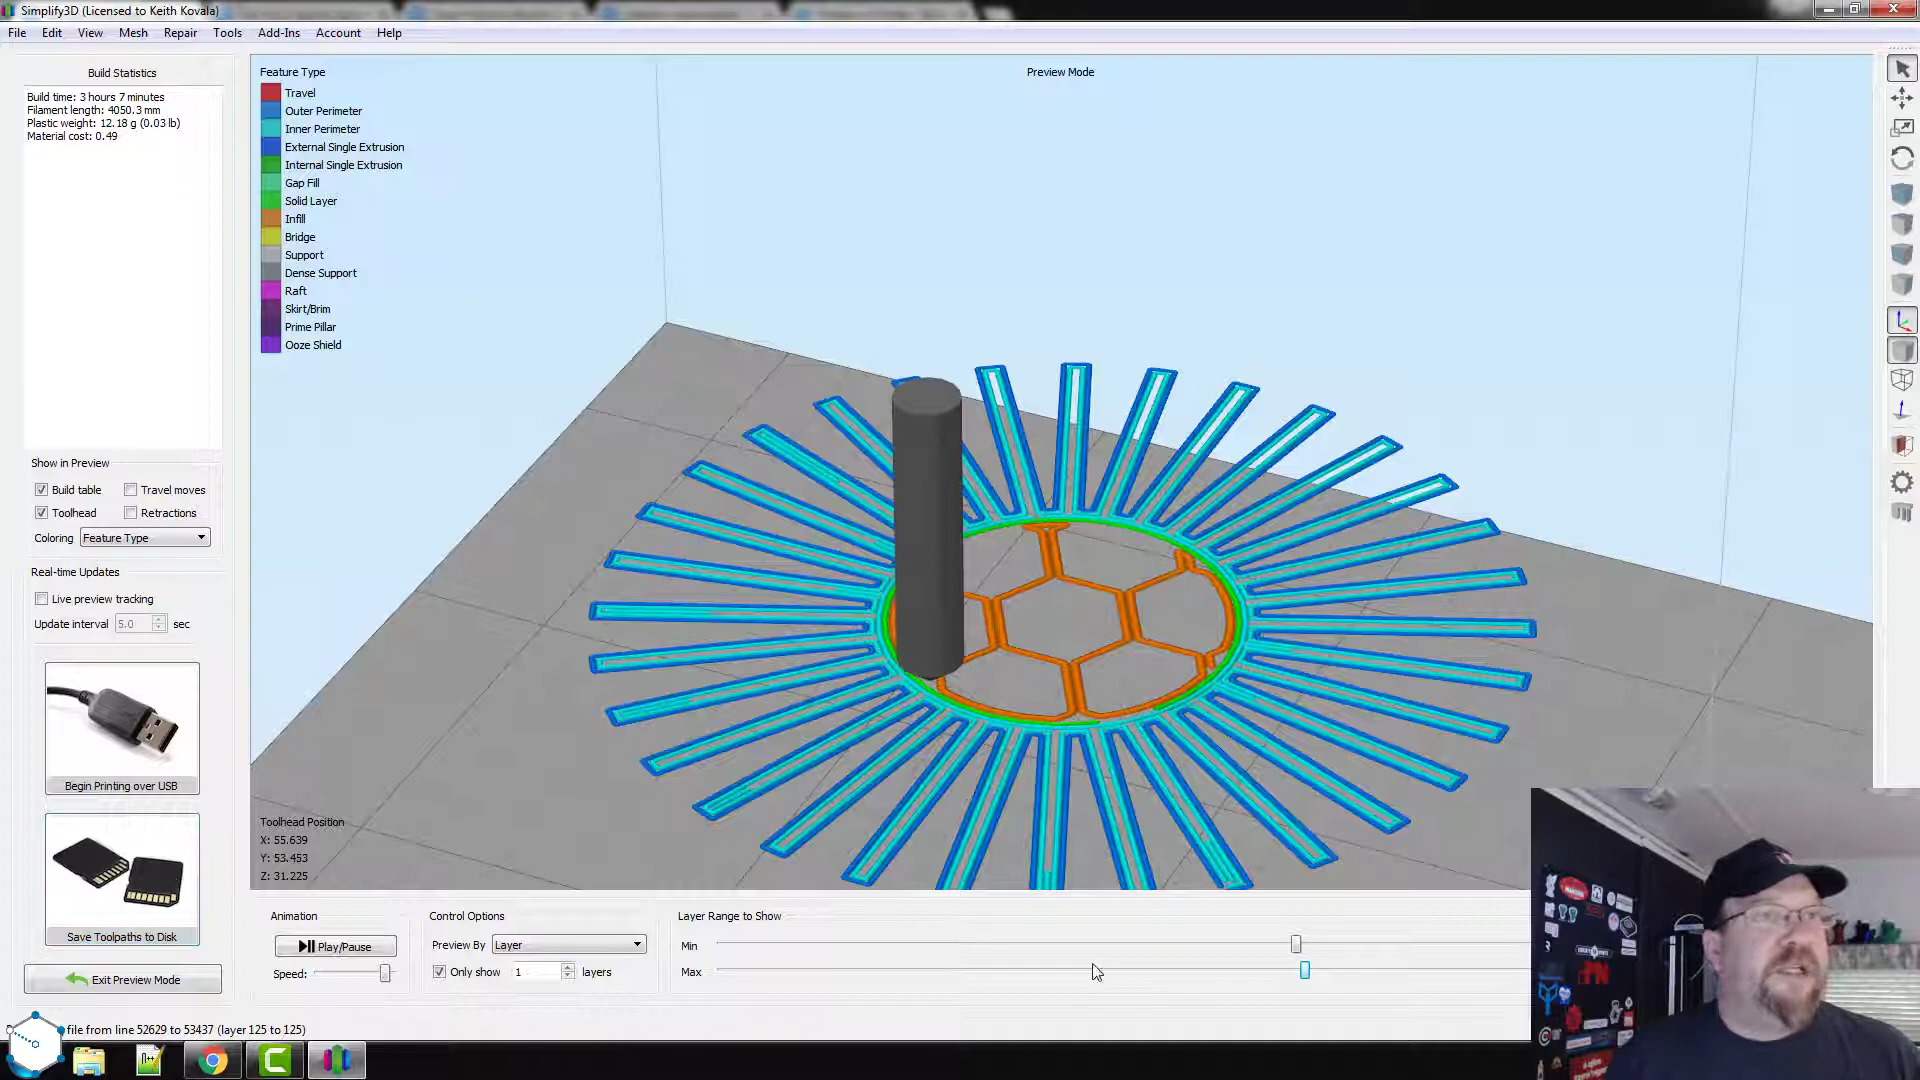 Simplify3D (Licensed to Keith Kovala)
File Edit View Mesh Repair Tools Add-Ins Account Help
Build Statistics
Build time: 3 hours 7 minutes
Filament length: 4050.3 mm
Plastic weight: 12.18 g (0.03 lb)
Material cost: 0.49
Feature Type
Travel
Outer Perimeter
Inner Perimeter
External Single Extrusion
Internal Single Extrusion
Gap Fill
Solid Layer
Infill
Bridge
Support
Dense Support
Raft
Skirt/Brim
Prime Pillar
Ooze Shield
Preview Mode
Show in Preview
Build table Travel moves
Toolhead Retractions
Coloring Feature Type
Real-time Updates
Live preview tracking
Update interval 5.0 sec
Begin Printing over USB
Save Toolpaths to Disk
Exit Preview Mode
Toolhead Position
X: 55.639
Y: 53.453
Z: 31.225
Animation
Play/Pause
Speed:
Control Options
Preview By Layer
Only show 1 layers
Layer Range to Show
Min
Max
file from line 52629 to 53437 (layer 125 to 125)